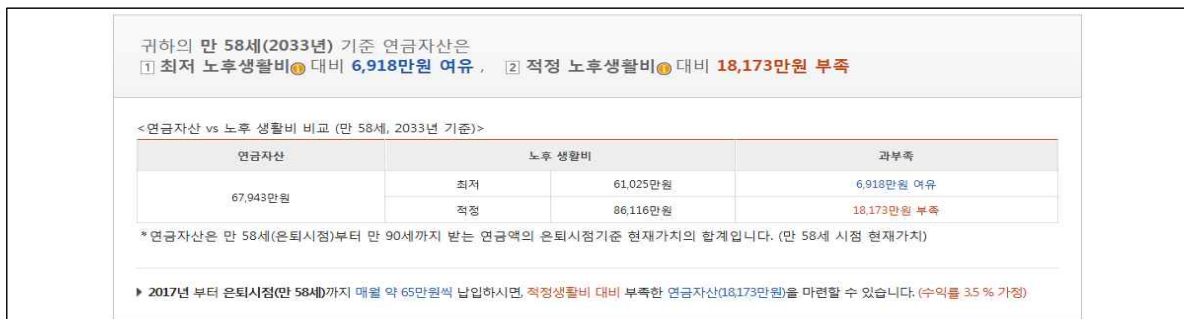 귀하의 만 58세(2033년) 기준 연금자산은
1 최저 노후생활비 대비 6,918만원 여유 , 2 적정 노후생활비 대비 18,173만원 부족
<연금자산 vs 노후 생활비 비교 (만 58세, 2033년 기준)>
연금자산 노후 생활비 과부족
67,943만원 최저 61,025만원 6,918만원 여유
적정 86,116만원 18,173만원 부족
* 연금자산은 만 58세(은퇴시점)부터 만 90세까지 받는 연금액의 은퇴시점기준 현재가치의 합계입니다. (만 58세 시점 현재가치)
▶ 2017년 부터 은퇴시점(만 58세)까지 매월 약 65만원씩 납입하시면, 적정생활비 대비 부족한 연금자산(18,173만원)을 마련할 수 있습니다. (수익률 3.5 % 가정)